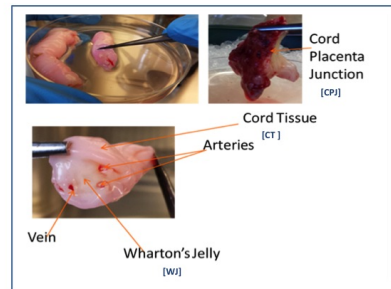 Cord
Placenta
Junction
[CPJ]
Cord Tissue
[CT ]
Arteries
Vein
Wharton's Jelly
[WJ]